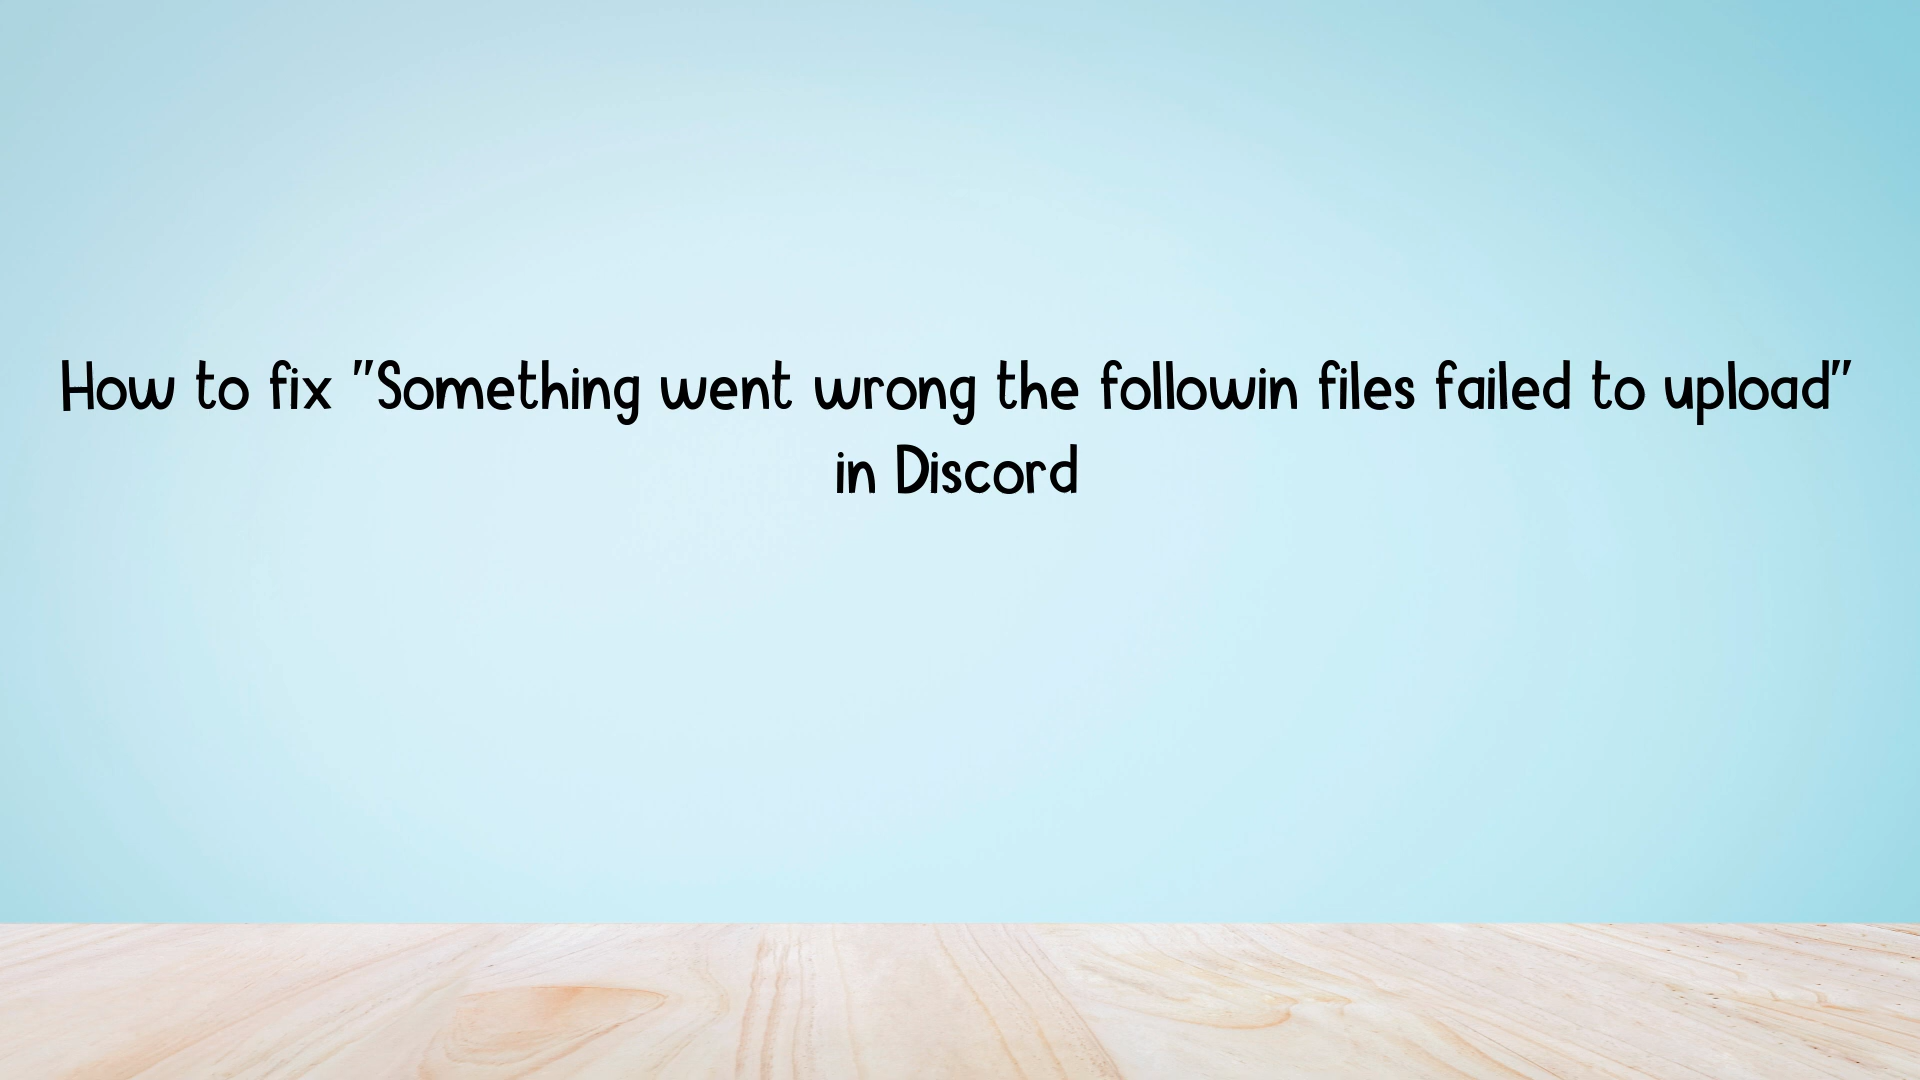 How to fix "Something went wrong the followin files failed to upload"
in Discord